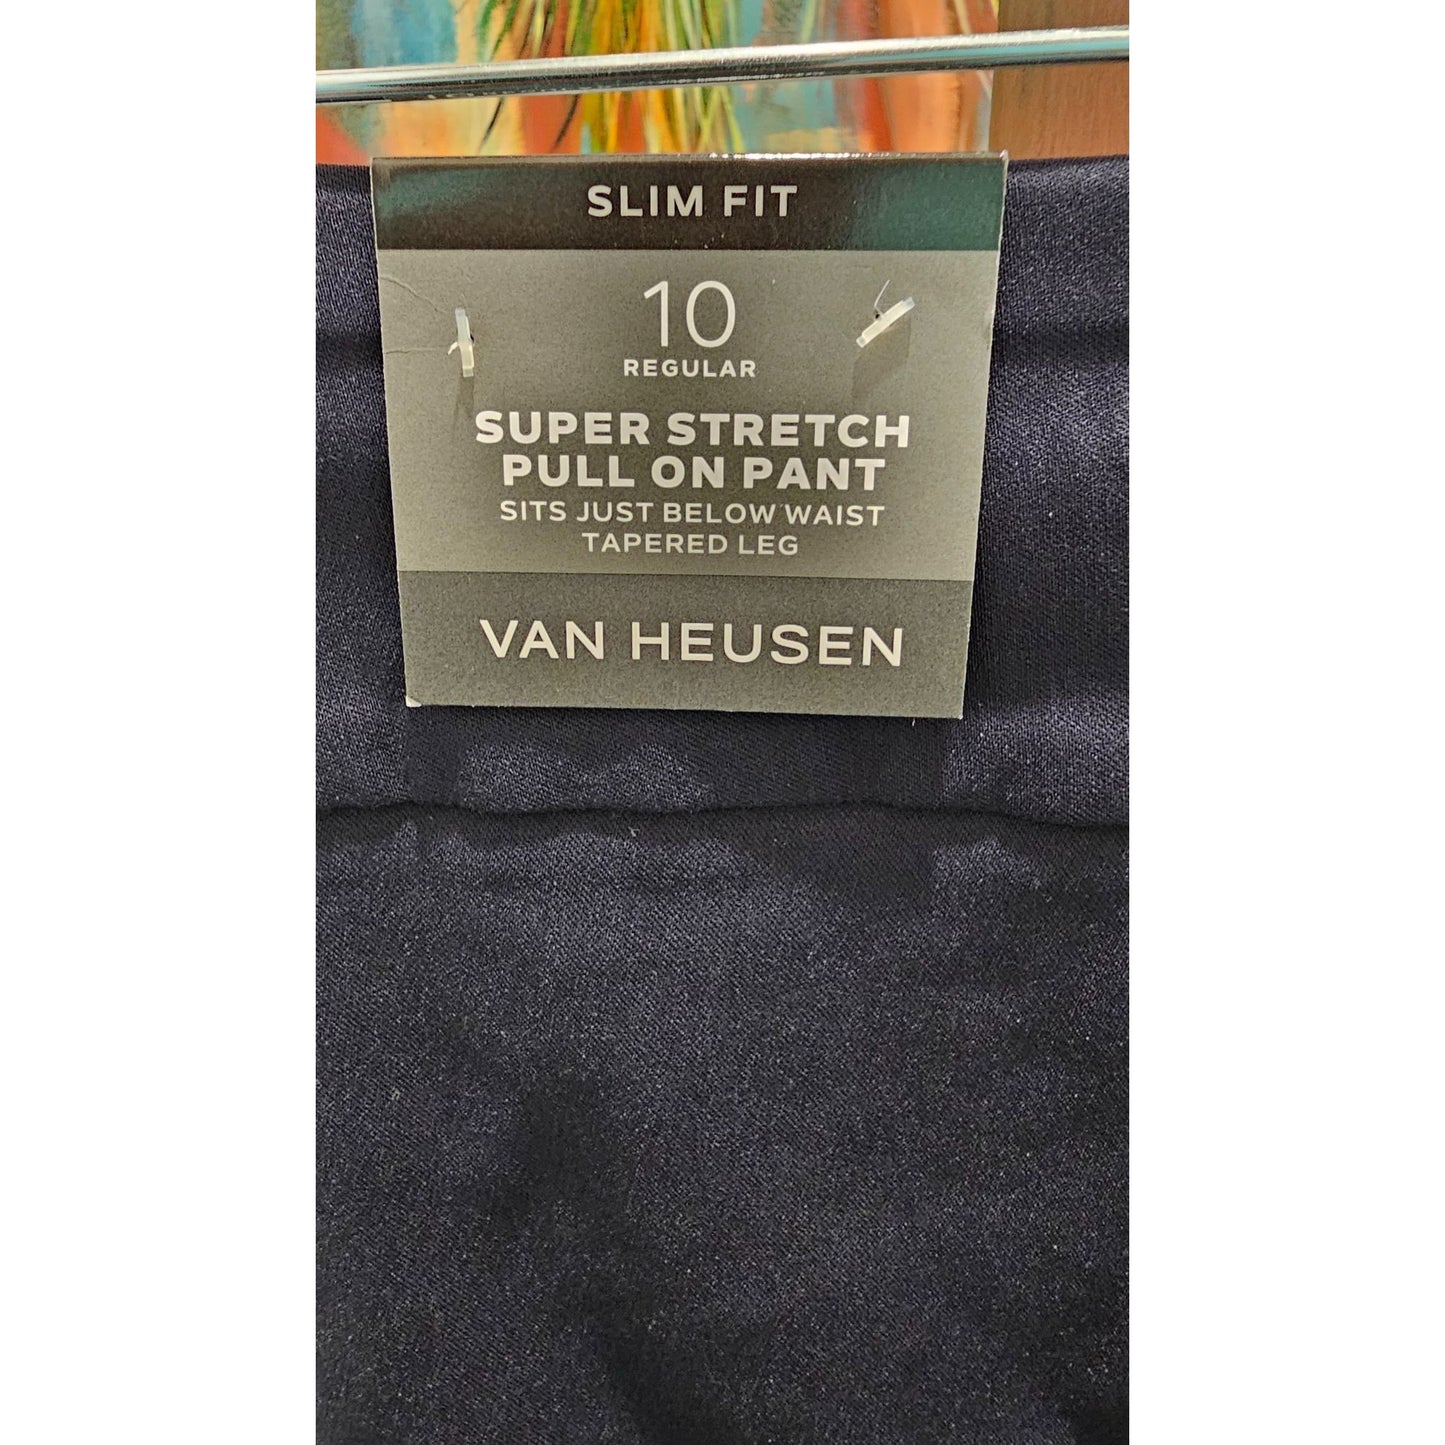 SLIM FIT
10
REGULAR
SUPER STRETCH
PULL ON PANT
SITS JUST BELOW WAIST
TAPERED LEG
VAN HEUSEN